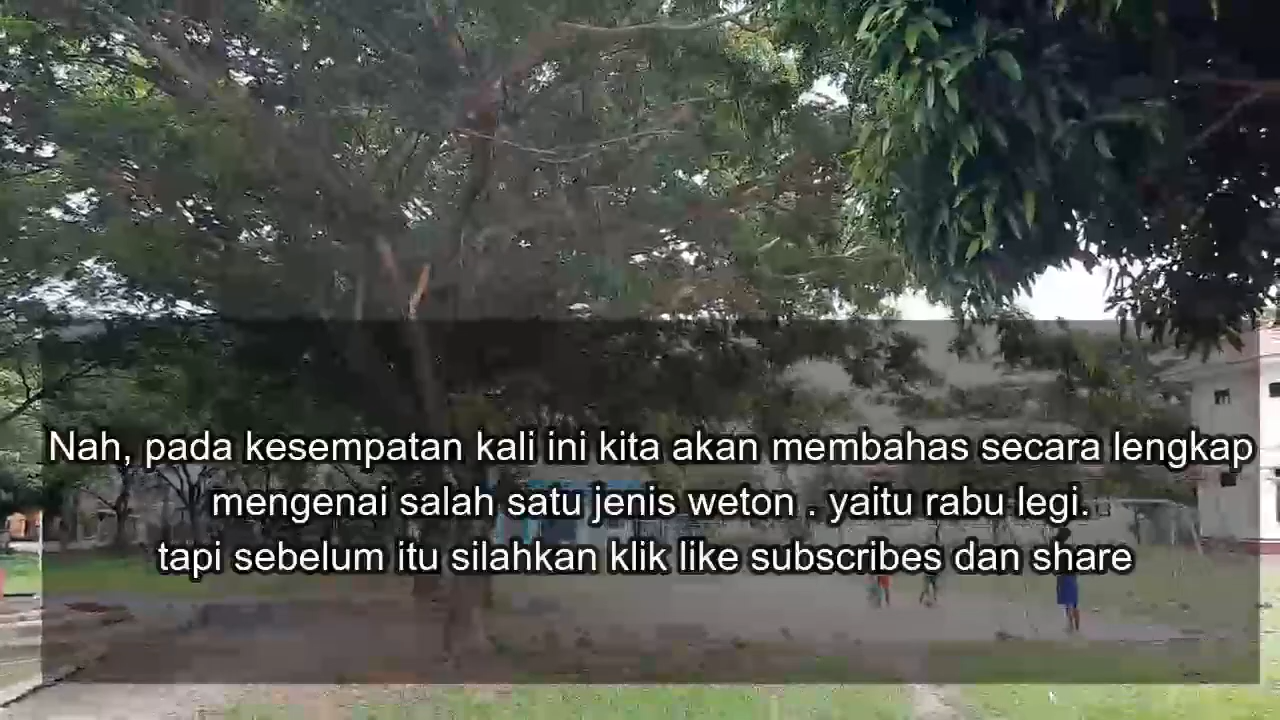 Nah, pada kesempatan kali ini kita akan membahas secara lengkap
mengenai salah satu jenis weton . yaitu rabu legi.
tapi sebelum itu silahkan klik like subscribes dan share